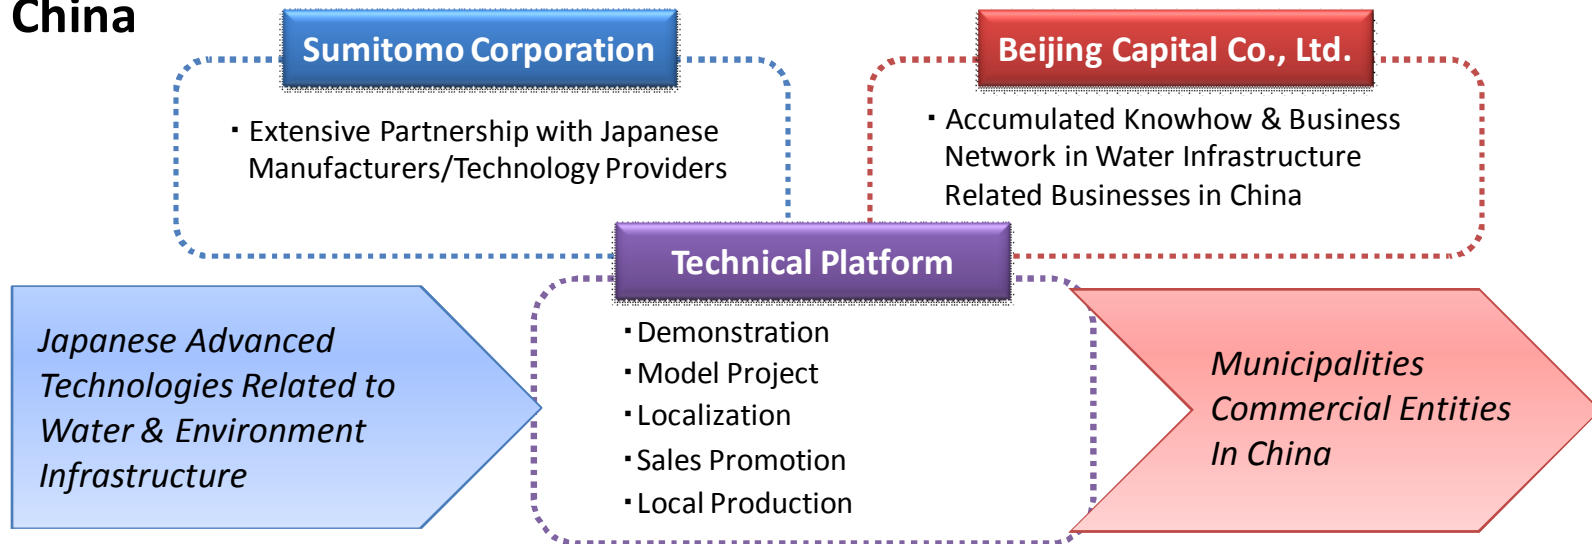 China
Sumitomo Corporation
・Extensive Partnership with Japanese
Manufacturers/Technology Providers
Beijing Capital Co., Ltd.
・Accumulated Knowhow & Business
Network in Water Infrastructure
Related Businesses in China
Technical Platform
・Demonstration
・Model Project
・Localization
・Sales Promotion
・Local Production
Japanese Advanced
Technologies Related to
Water & Environment
Infrastructure
Municipalities
Commercial Entities
In China